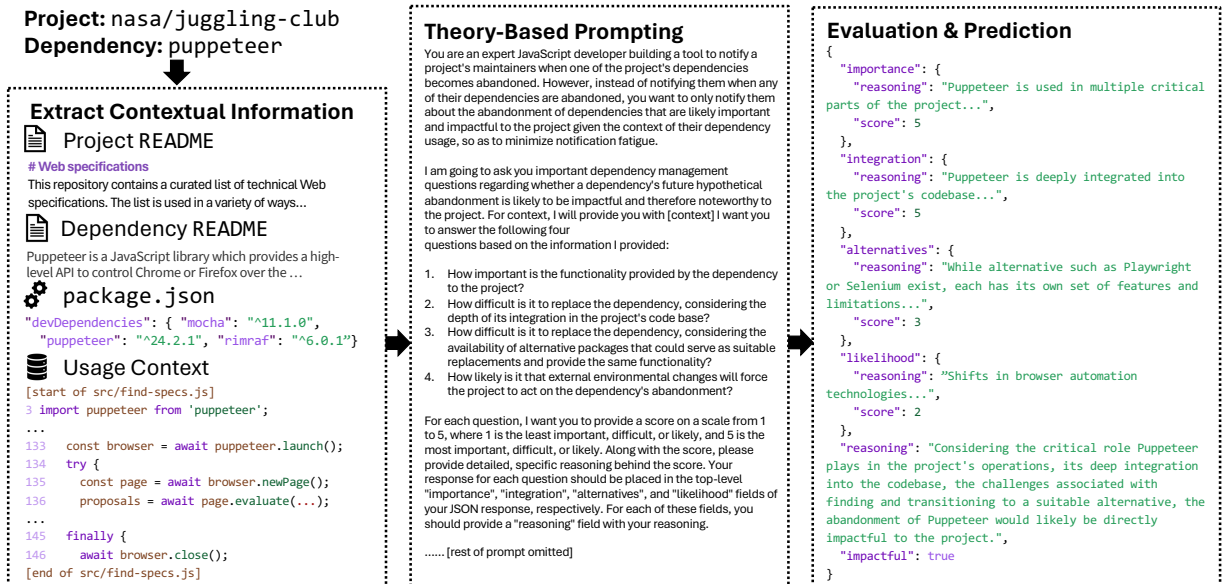 Project: nasa/juggling-club
Dependency: puppeteer
Extract Contextual Information
Project README
# Web specifications
This repository contains a curated list of technical Web
specifications. The list is used in a variety of ways...
Dependency README
Puppeteer is a JavaScript library which provides a high-
level API to control Chrome or Firefox over the ...
package.json
"devDependencies": { "mocha": "^11.1.0",
"puppeteer": "^24.2.1", "rimraf": "^6.0.1"}
Usage Context
[start of src/find-specs.js]
3 import puppeteer from 'puppeteer';
...
133 const browser = await puppeteer.launch();
134 try {
135 const page = await browser.newPage();
136 proposals = await page.evaluate(...);
...
145 finally {
146 await browser.close();
[end of src/find-specs.js]
Theory-Based Prompting
You are an expert JavaScript developer building a tool to notify a
project's maintainers when one of the project's dependencies
becomes abandoned. However, instead of notifying them when any
of their dependencies are abandoned, you want to only notify them
about the abandonment of dependencies that are likely important
and impactful to the project given the context of their dependency
usage, so as to minimize notification fatigue.
I am going to ask you important dependency management
questions regarding whether a dependency's future hypothetical
abandonment is likely to be impactful and therefore noteworthy to
the project. For context, I will provide you with [context] I want you
to answer the following four
questions based on the information I provided:
1. How important is the functionality provided by the dependency
to the project?
2. How difficult is it to replace the dependency, considering the
depth of its integration in the project's code base?
3. How difficult is it to replace the dependency, considering the
availability of alternative packages that could serve as suitable
replacements and provide the same functionality?
4. How likely is it that external environmental changes will force
the project to act on the dependency's abandonment?
For each question, I want you to provide a score on a scale from 1
to 5, where 1 is the least important, difficult, or likely, and 5 is the
most important, difficult, or likely. Along with the score, please
provide detailed, specific reasoning behind the score. Your
response for each question should be placed in the top-level
"importance", "integration", "alternatives", and "likelihood" fields of
your JSON response, respectively. For each of these fields, you
should provide a "reasoning" field with your reasoning.
...... [rest of prompt omitted]
Evaluation & Prediction
{
"importance": {
"reasoning": "Puppeteer is used in multiple critical
parts of the project...",
"score": 5
},
"integration": {
"reasoning": "Puppeteer is deeply integrated into
the project's codebase...",
"score": 5
},
"alternatives": {
"reasoning": "While alternative such as Playwright
or Selenium exist, each has its own set of features and
limitations...",
"score": 3
},
"likelihood": {
"reasoning": ”Shifts in browser automation
technologies...",
"score": 2
},
"reasoning": "Considering the critical role Puppeteer
plays in the project's operations, its deep integration
into the codebase, the challenges associated with
finding and transitioning to a suitable alternative, the
abandonment of Puppeteer would likely be directly
impactful to the project.",
"impactful": true
}